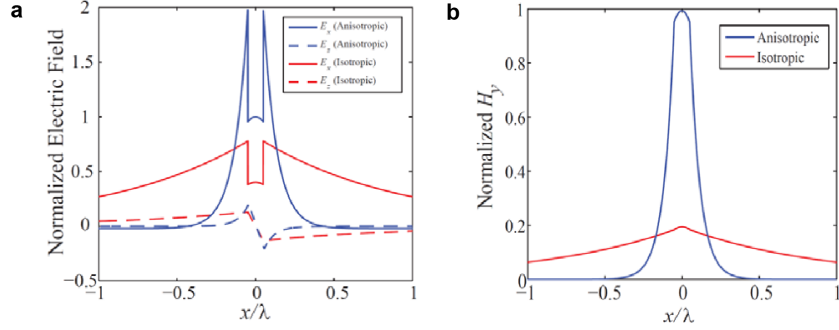 a
2
1.5
1
0.5
0
−0.5
Normalized Electric Field
Ex (Anisotropic)
Ez (Anisotropic)
Ex (Isotropic)
Ez (Isotropic)
−1
−0.5
0
0.5
1
x/λ
b
1
0.8
0.6
0.4
0.2
0
Normalized Hy
Anisotropic
Isotropic
−1
−0.5
0
0.5
1
x/λ